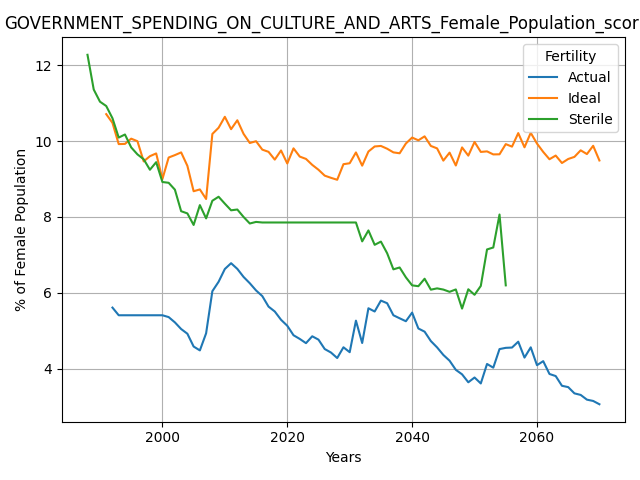 GOVERNMENT_SPENDING_ON_CULTURE_AND_ARTS_Female_Population_scor
Fertility
Actual
Ideal
Sterile
% of Female Population
12
10
8
6
4
2000
2020
2040
2060
Years